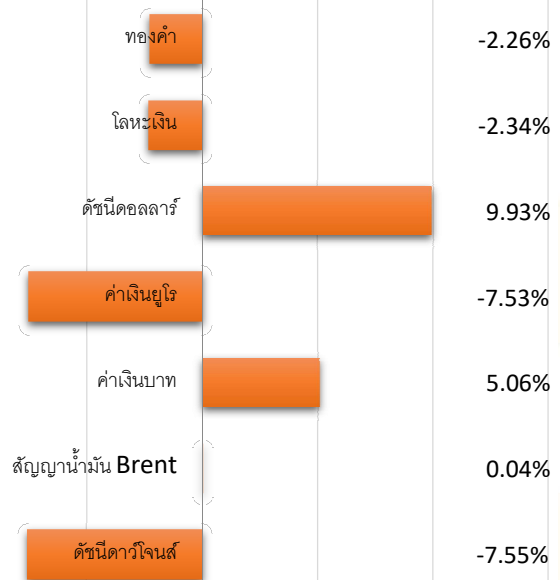 ทองคำ -2.26%
โลหะเงิน -2.34%
ดัชนีดอลลาร์ 9.93%
ค่าเงินยูโร -7.53%
ค่าเงินบาท 5.06%
สัญญาน้ำมัน Brent 0.04%
ดัชนีดาวโจนส์ -7.55%